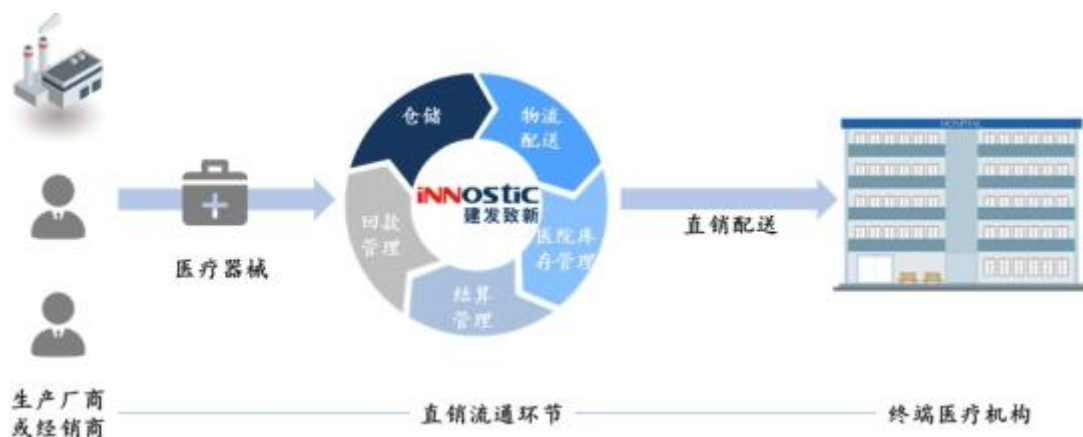 HOSPITAL
仓储
物流
配送
iNNOSTiC
建发致新
回款
管理
医院库
存管理
直销配送
医疗器械
结算
管理
生产厂商
或经销商
直销流通环节
终端医疗机构